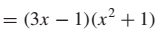 = (3x − 1)(x² + 1)